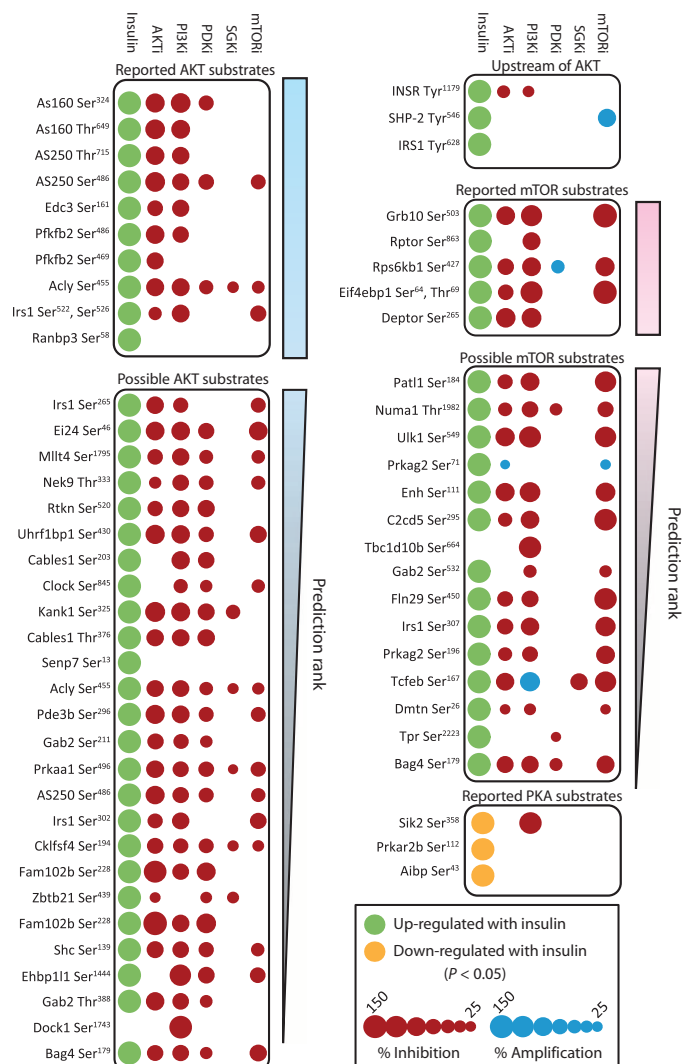 Insulin
AKTi
PI3Ki
PDKi
SGKi
mTORi
Reported AKT substrates
As160 Ser324
As160 Thr649
AS250 Thr715
AS250 Ser486
Edc3 Ser161
Pfkfb2 Ser486
Pfkfb2 Ser469
Acly Ser455
Irs1 Ser522, Ser526
Ranbp3 Ser58
Possible AKT substrates
Irs1 Ser265
Ei24 Ser46
Mllt4 Ser1795
Nek9 Thr333
Rtkn Ser520
Uhrf1bp1 Ser430
Cables1 Ser203
Clock Ser845
Kank1 Ser325
Cables1 Thr376
Senp7 Ser13
Acly Ser455
Pde3b Ser296
Gab2 Ser211
Prkaa1 Ser496
AS250 Ser486
Irs1 Ser302
Cklfsf4 Ser194
Fam102b Ser228
Zbtb21 Ser439
Fam102b Ser228
Shc Ser139
Ehbp1l1 Ser1444
Gab2 Thr388
Dock1 Ser1743
Bag4 Ser179
Prediction rank
Insulin
AKTi
PI3Ki
PDKi
SGKi
mTORi
Upstream of AKT
INSR Tyr1179
SHP-2 Tyr546
IRS1 Tyr628
Reported mTOR substrates
Grb10 Ser503
Rptor Ser863
Rps6kb1 Ser427
Eif4ebp1 Ser64, Thr69
Deptor Ser265
Possible mTOR substrates
Patl1 Ser184
Numa1 Thr1982
Ulk1 Ser549
Prkag2 Ser71
Enh Ser111
C2cd5 Ser295
Tbc1d10b Ser664
Gab2 Ser532
Fln29 Ser450
Irs1 Ser307
Prkag2 Ser196
Tcfeb Ser167
Dmtn Ser26
Tpr Ser2223
Bag4 Ser179
Prediction rank
Reported PKA substrates
Sik2 Ser358
Prkar2b Ser112
Aibp Ser43
Up-regulated with insulin
Down-regulated with insulin
(P < 0.05)
150 25 150 25
% Inhibition % Amplification